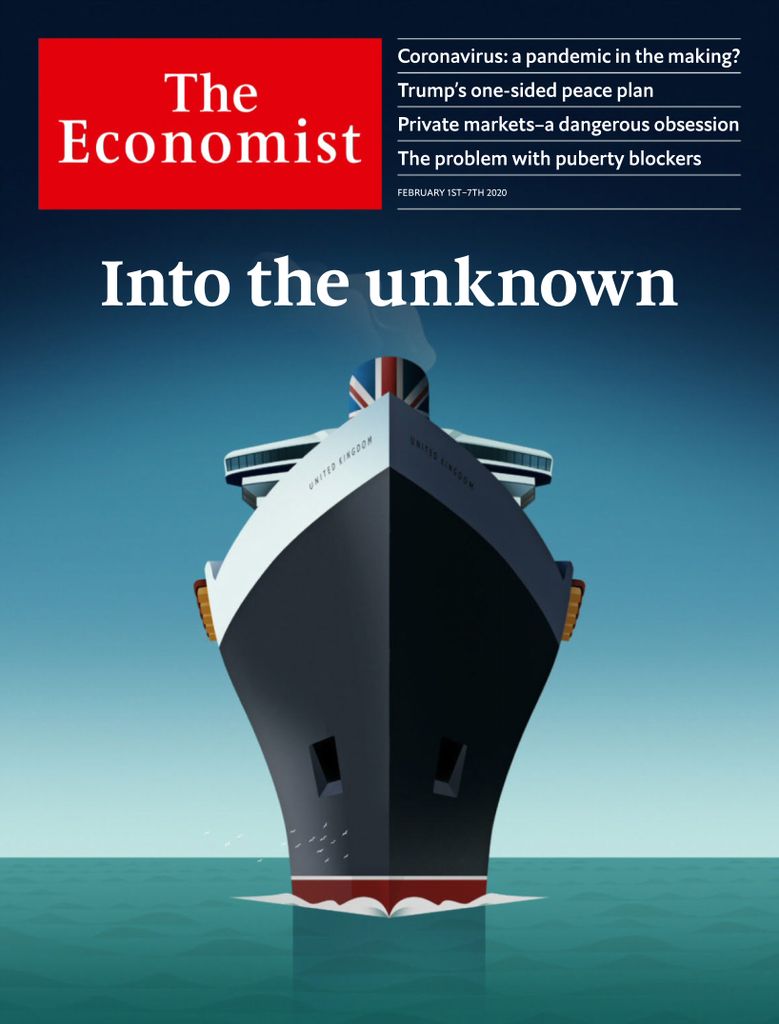 The
Economist
Coronavirus: a pandemic in the making?
Trump's one-sided peace plan
Private markets–a dangerous obsession
The problem with puberty blockers
FEBRUARY 1ST–7TH 2020
Into the unknown
UNITED KINGDOM
UNITED KINGDOM